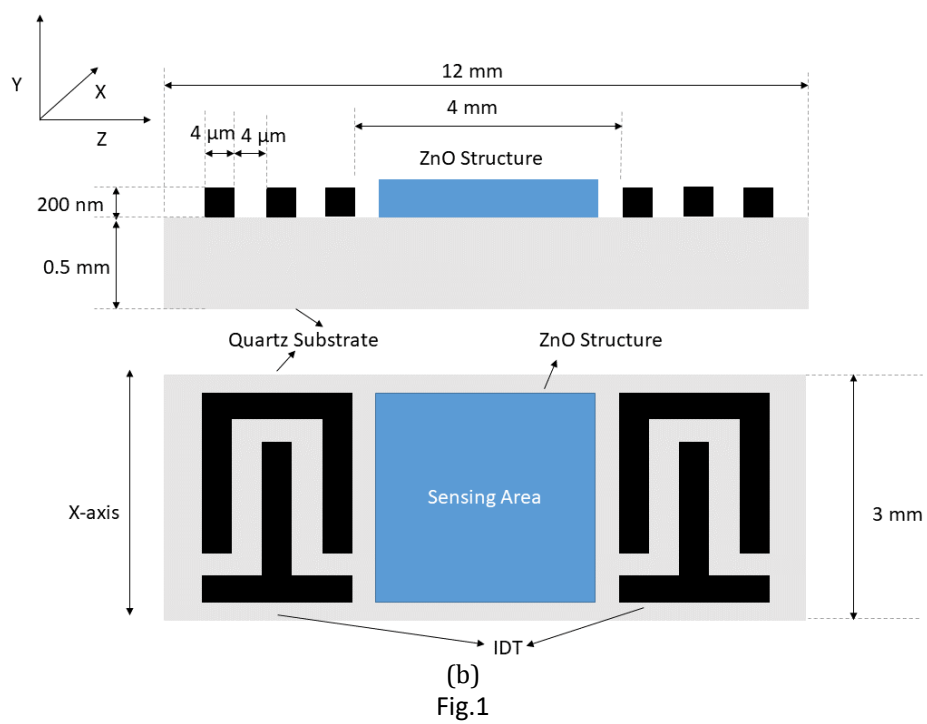 12 mm
Y
X
Z
4 mm
4 μm
4 μm
ZnO Structure
200 nm
0.5 mm
Quartz Substrate
ZnO Structure
Sensing Area
X-axis
3 mm
IDT
(b)
Fig.1